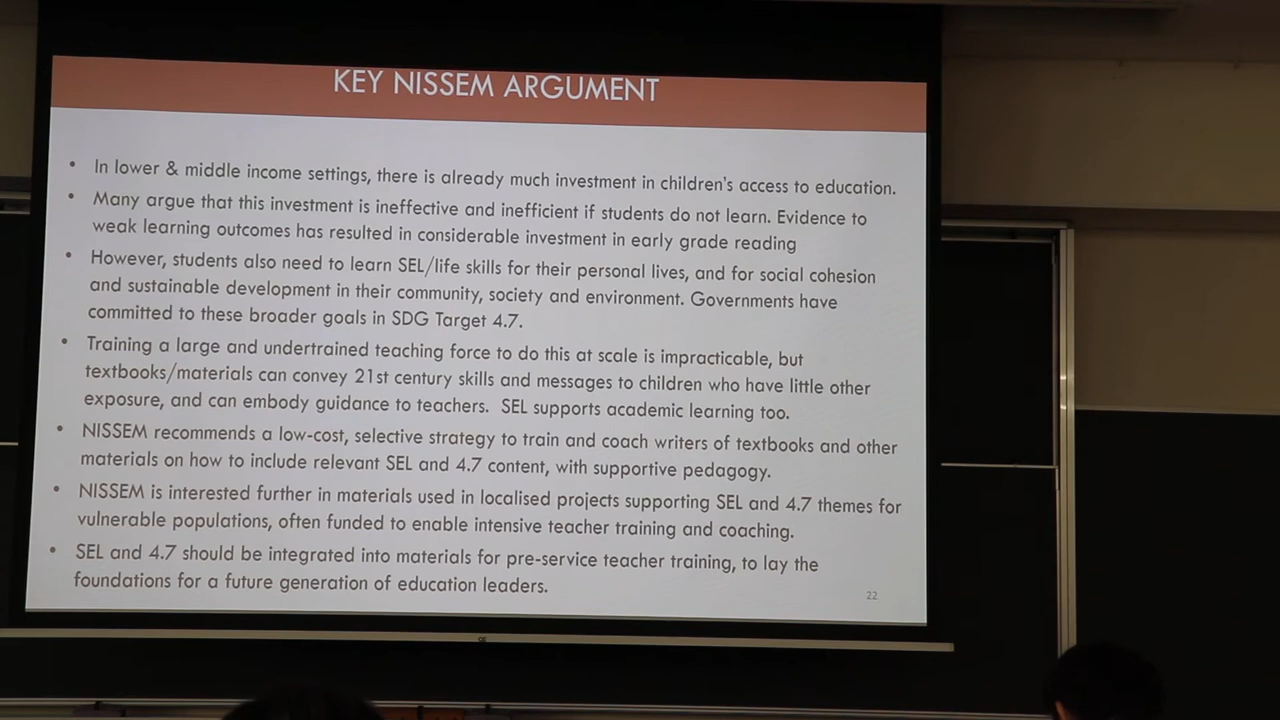 KEY NISSEM ARGUMENT
• In lower & middle income settings, there is already much investment in children's access to education.
• Many argue that this investment is ineffective and inefficient if students do not learn. Evidence to
weak learning outcomes has resulted in considerable investment in early grade reading
• However, students also need to learn SEL/life skills for their personal lives, and for social cohesion
and sustainable development in their community, society and environment. Governments have
committed to these broader goals in SDG Target 4.7.
• Training a large and undertrained teaching force to do this at scale is impracticable, but
textbooks/materials can convey 21st century skills and messages to children who have little other
exposure, and can embody guidance to teachers. SEL supports academic learning too.
• NISSEM recommends a low-cost, selective strategy to train and coach writers of textbooks and other
materials on how to include relevant SEL and 4.7 content, with supportive pedagogy.
• NISSEM is interested further in materials used in localised projects supporting SEL and 4.7 themes for
vulnerable populations, often funded to enable intensive teacher training and coaching.
• SEL and 4.7 should be integrated into materials for pre-service teacher training, to lay the
foundations for a future generation of education leaders.
22